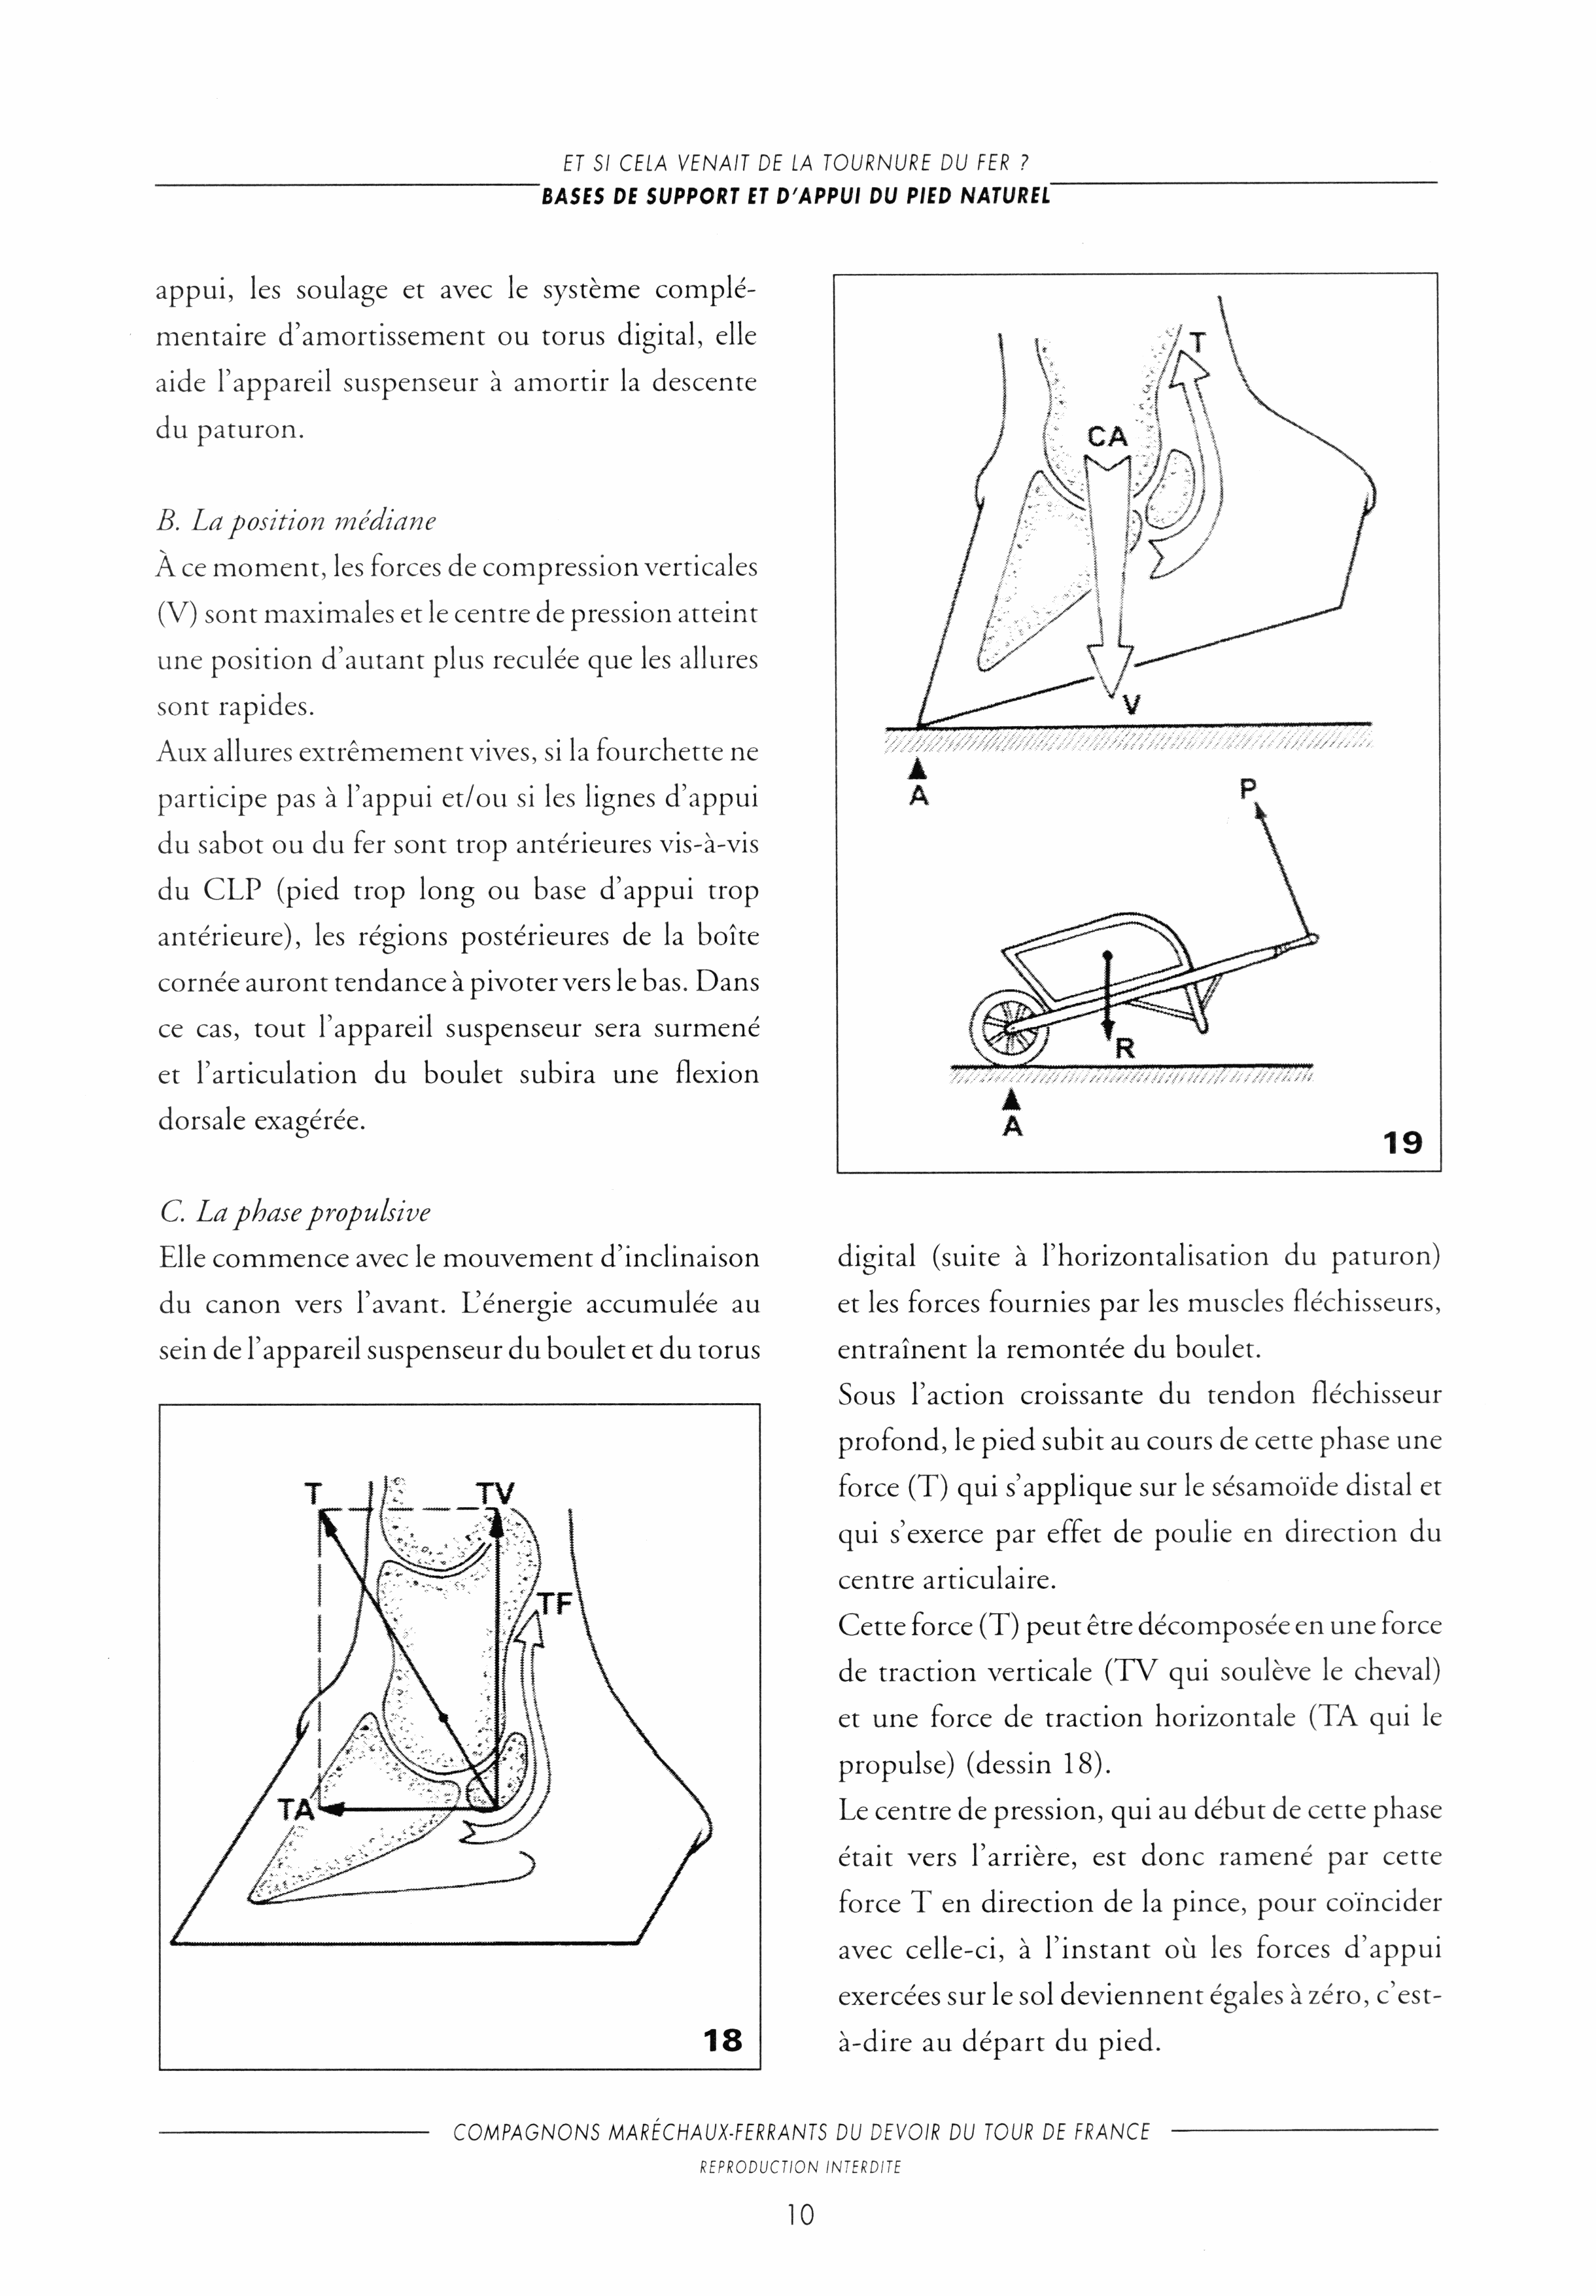 ET SI CELA VENAIT DE LA TOURNURE DU FER ?
BASES DE SUPPORT ET D'APPUI DU PIED NATUREL
appui, les soulage et avec le système complé-
mentaire d'amortissement ou torus digital, elle
aide l'appareil suspenseur à amortir la descente
du paturon.
B. La position médiane
À ce moment, les forces de compression verticales
(V) sont maximales et le centre de pression atteint
une position d'autant plus reculée que les allures
sont rapides.
Aux allures extrêmement vives, si la fourchette ne
participe pas à l'appui et/ou si les lignes d'appui
du sabot ou du fer sont trop antérieures vis-à-vis
du CLP (pied trop long ou base d'appui trop
antérieure), les régions postérieures de la boîte
cornée auront tendance à pivoter vers le bas. Dans
ce cas, tout l'appareil suspenseur sera surmené
et l'articulation du boulet subira une flexion
dorsale exagérée.
C. La phase propulsive
Elle commence avec le mouvement d'inclinaison
du canon vers l'avant. L'énergie accumulée au
sein de l'appareil suspenseur du boulet et du torus
T
TV
TF
TA
18
T
CA
V
A
P
R
A
19
digital (suite à l'horizontalisation du paturon)
et les forces fournies par les muscles fléchisseurs,
entraînent la remontée du boulet.
Sous l'action croissante du tendon fléchisseur
profond, le pied subit au cours de cette phase une
force (T) qui s'applique sur le sésamoïde distal et
qui s'exerce par effet de poulie en direction du
centre articulaire.
Cette force (T) peut être décomposée en une force
de traction verticale (TV qui soulève le cheval)
et une force de traction horizontale (TA qui le
propulse) (dessin 18).
Le centre de pression, qui au début de cette phase
était vers l'arrière, est donc ramené par cette
force T en direction de la pince, pour coïncider
avec celle-ci, à l'instant où les forces d'appui
exercées sur le sol deviennent égales à zéro, c'est-
à-dire au départ du pied.
COMPAGNONS MARÉCHAUX-FERRANTS DU DEVOIR DU TOUR DE FRANCE
REPRODUCTION INTERDITE
10